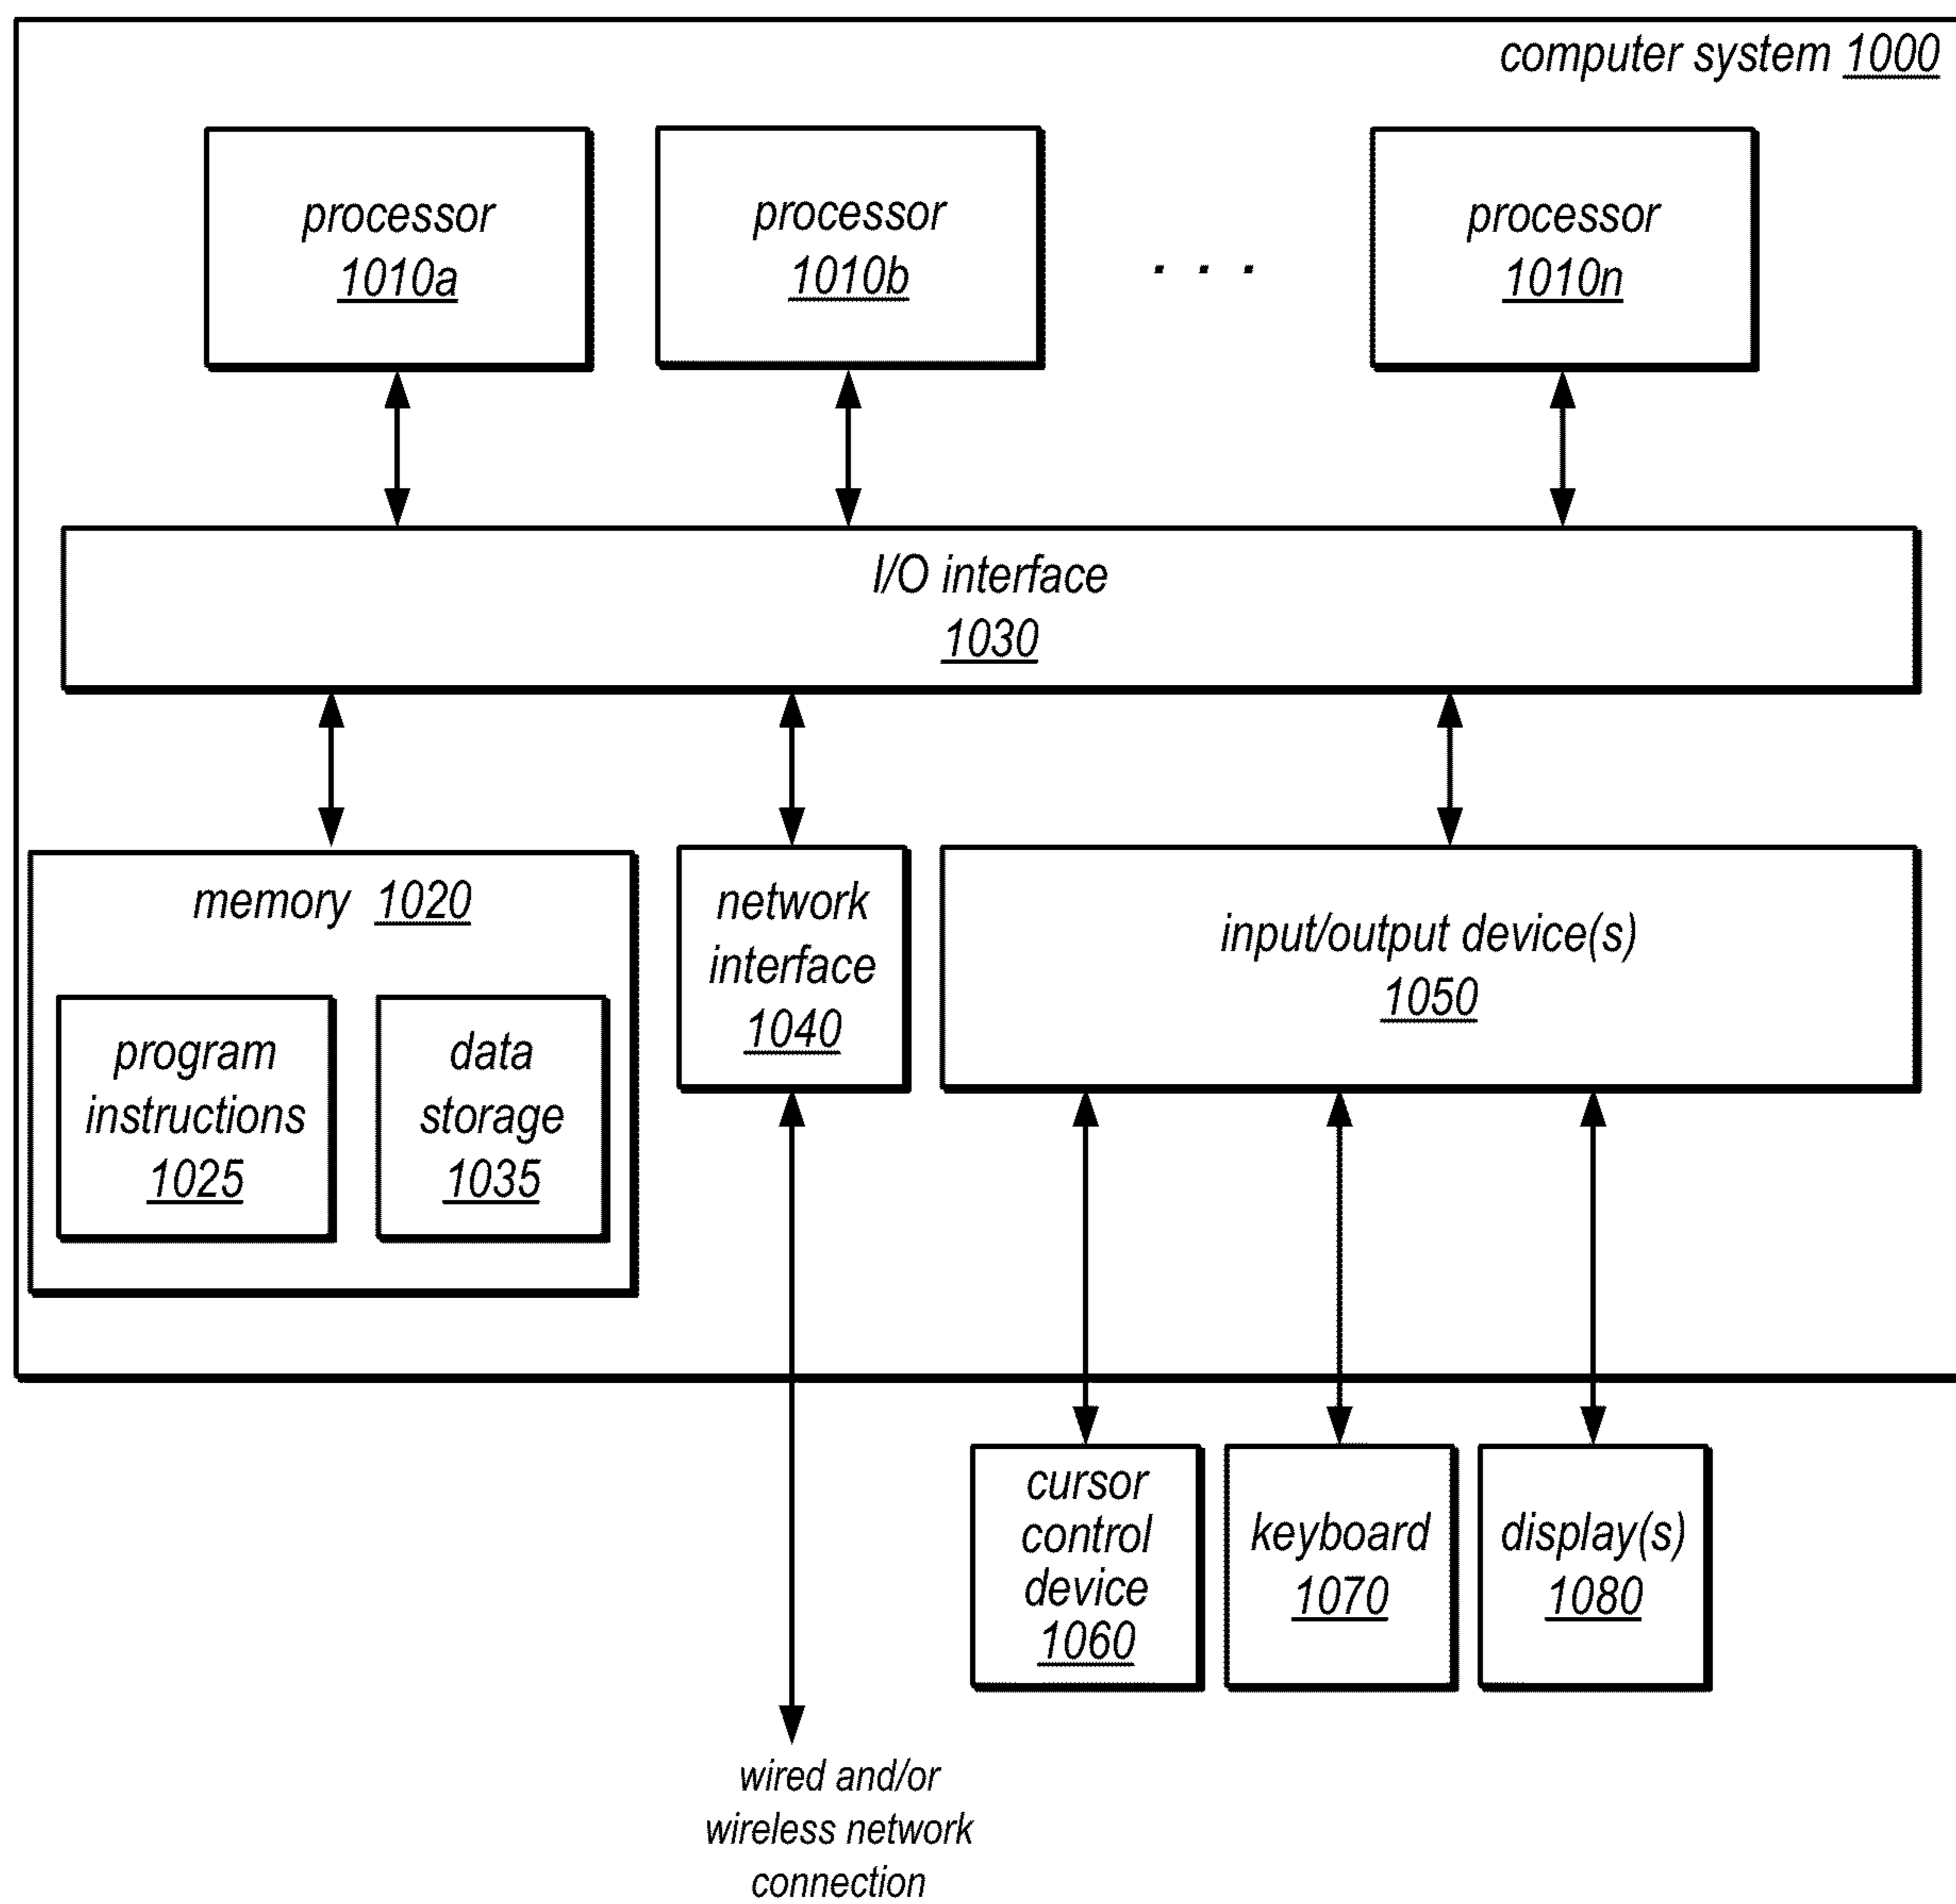 computer system 1000
processor
1010a
processor
1010b
. . .
processor
1010n
I/O interface
1030
memory 1020
program
instructions
1025
data
storage
1035
network
interface
1040
input/output device(s)
1050
cursor
control
device
1060
keyboard
1070
display(s)
1080
wired and/or
wireless network
connection